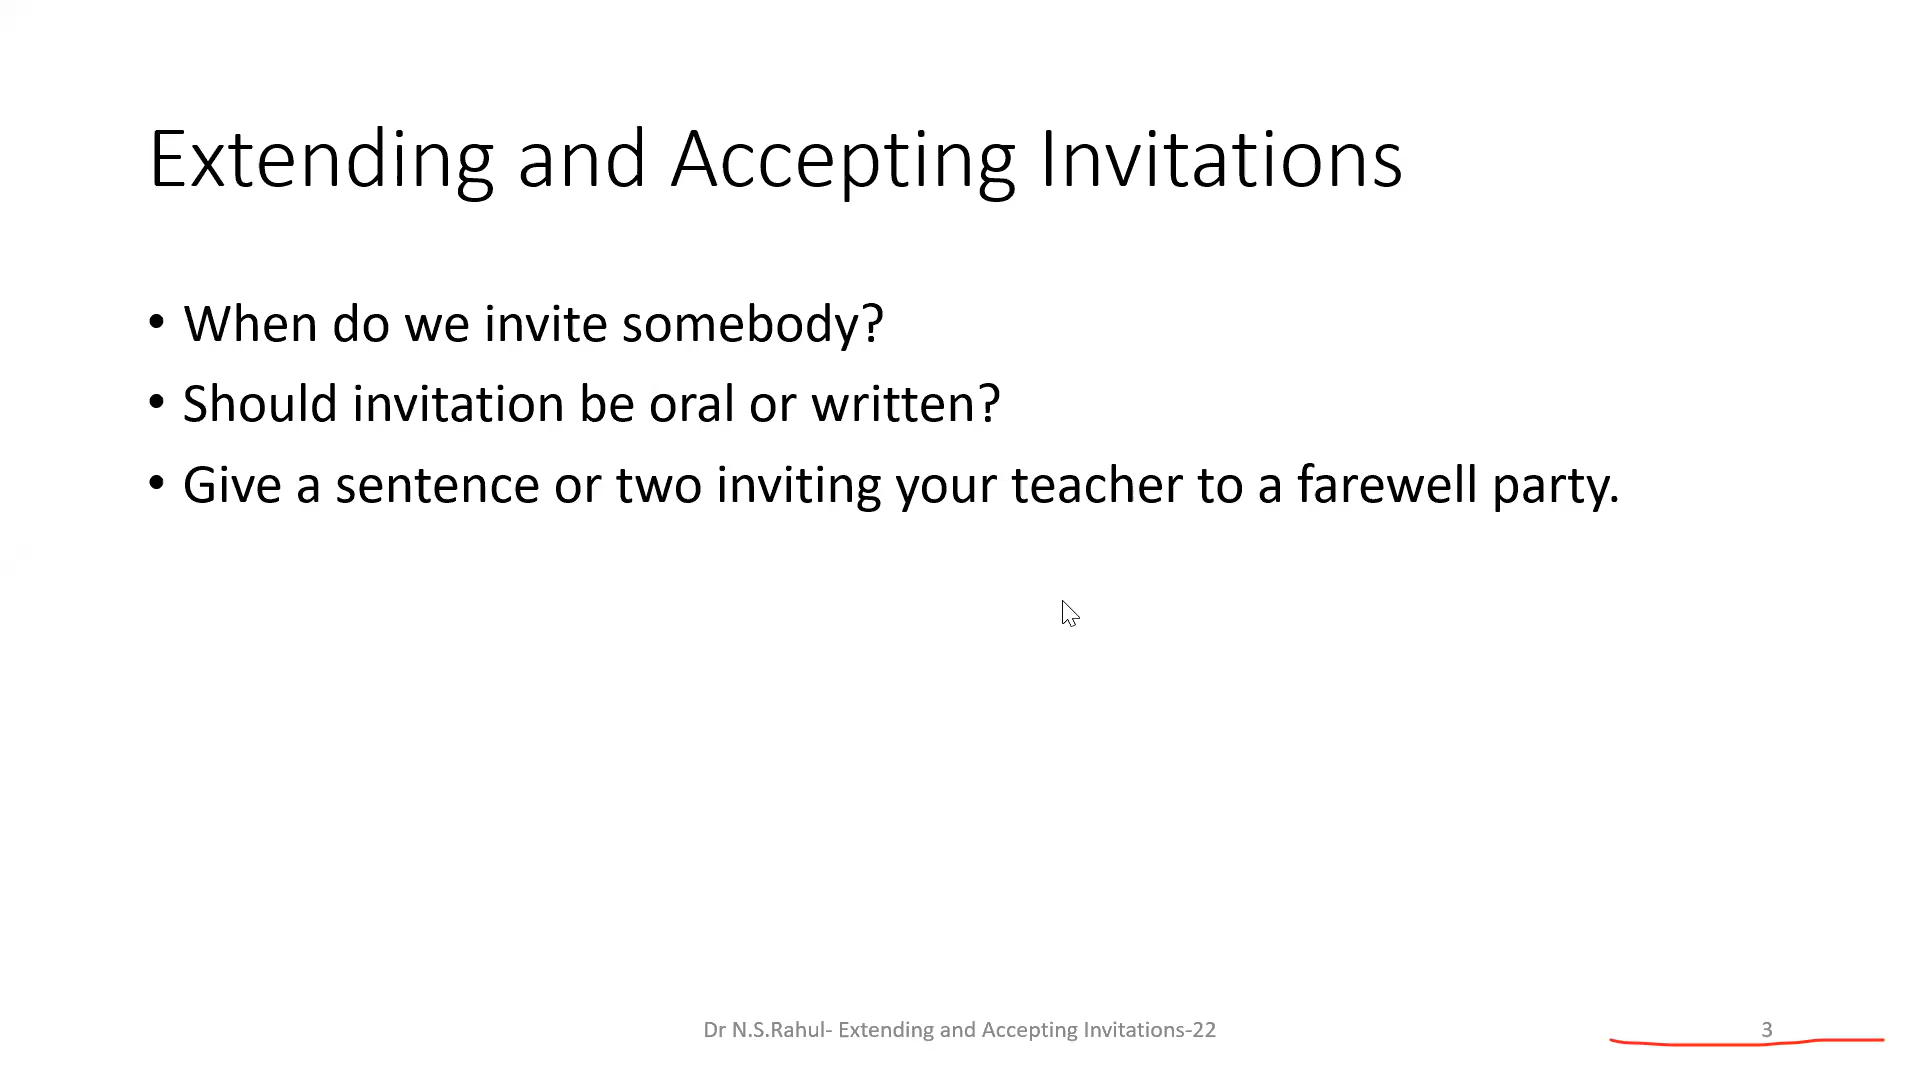 Extending and Accepting Invitations
• When do we invite somebody?
• Should invitation be oral or written?
• Give a sentence or two inviting your teacher to a farewell party.
Dr N.S.Rahul- Extending and Accepting Invitations-22
3